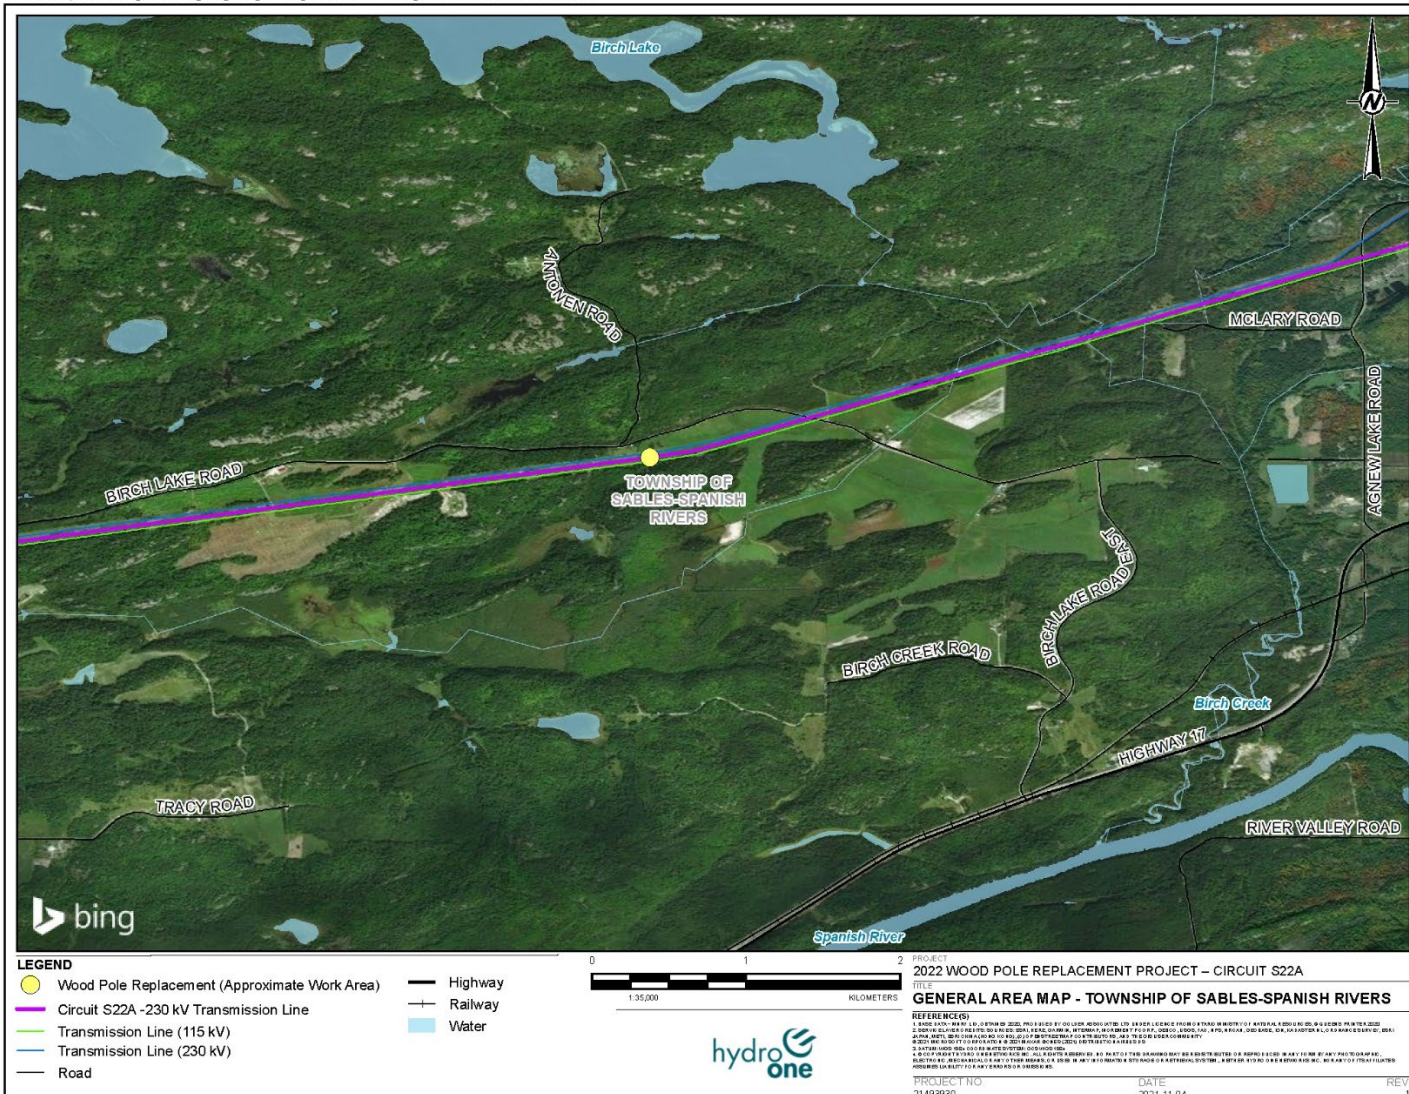 Birch Lake
N
ANTONEN ROAD
MCLARY ROAD
AGNEW LAKE ROAD
BIRCH LAKE ROAD
TOWNSHIP OF
SABLES-SPANISH
RIVERS
BIRCH LAKE ROAD EAST
BIRCH CREEK ROAD
Birch Creek
HIGHWAY 17
TRACY ROAD
RIVER VALLEY ROAD
bing
Spanish River
LEGEND
Wood Pole Replacement (Approximate Work Area)
Circuit S22A -230 kV Transmission Line
Transmission Line (115 kV)
Transmission Line (230 kV)
Road
Highway
Railway
Water
0 1 2
1:35,000 KILOMETERS
hydro
one
PROJECT
2022 WOOD POLE REPLACEMENT PROJECT – CIRCUIT S22A
TITLE
GENERAL AREA MAP - TOWNSHIP OF SABLES-SPANISH RIVERS
REFERENCE(S)
PROJECT NO DATE REV